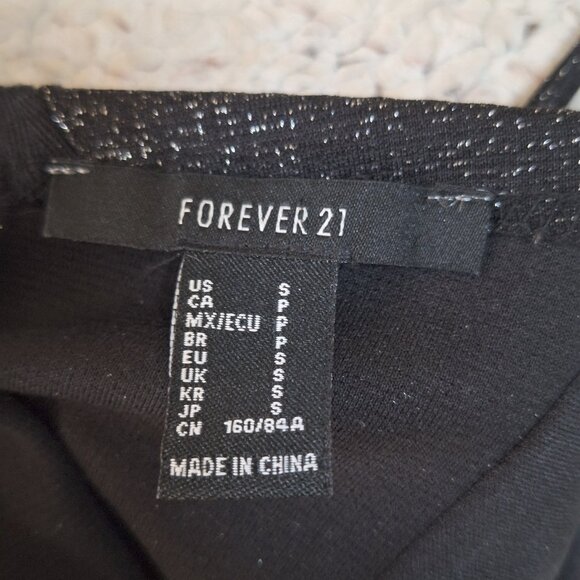 FOREVER 21
US S
CA P
MX/ECU P
BR P
EU S
UK S
KR S
JP S
CN 160/84A
MADE IN CHINA